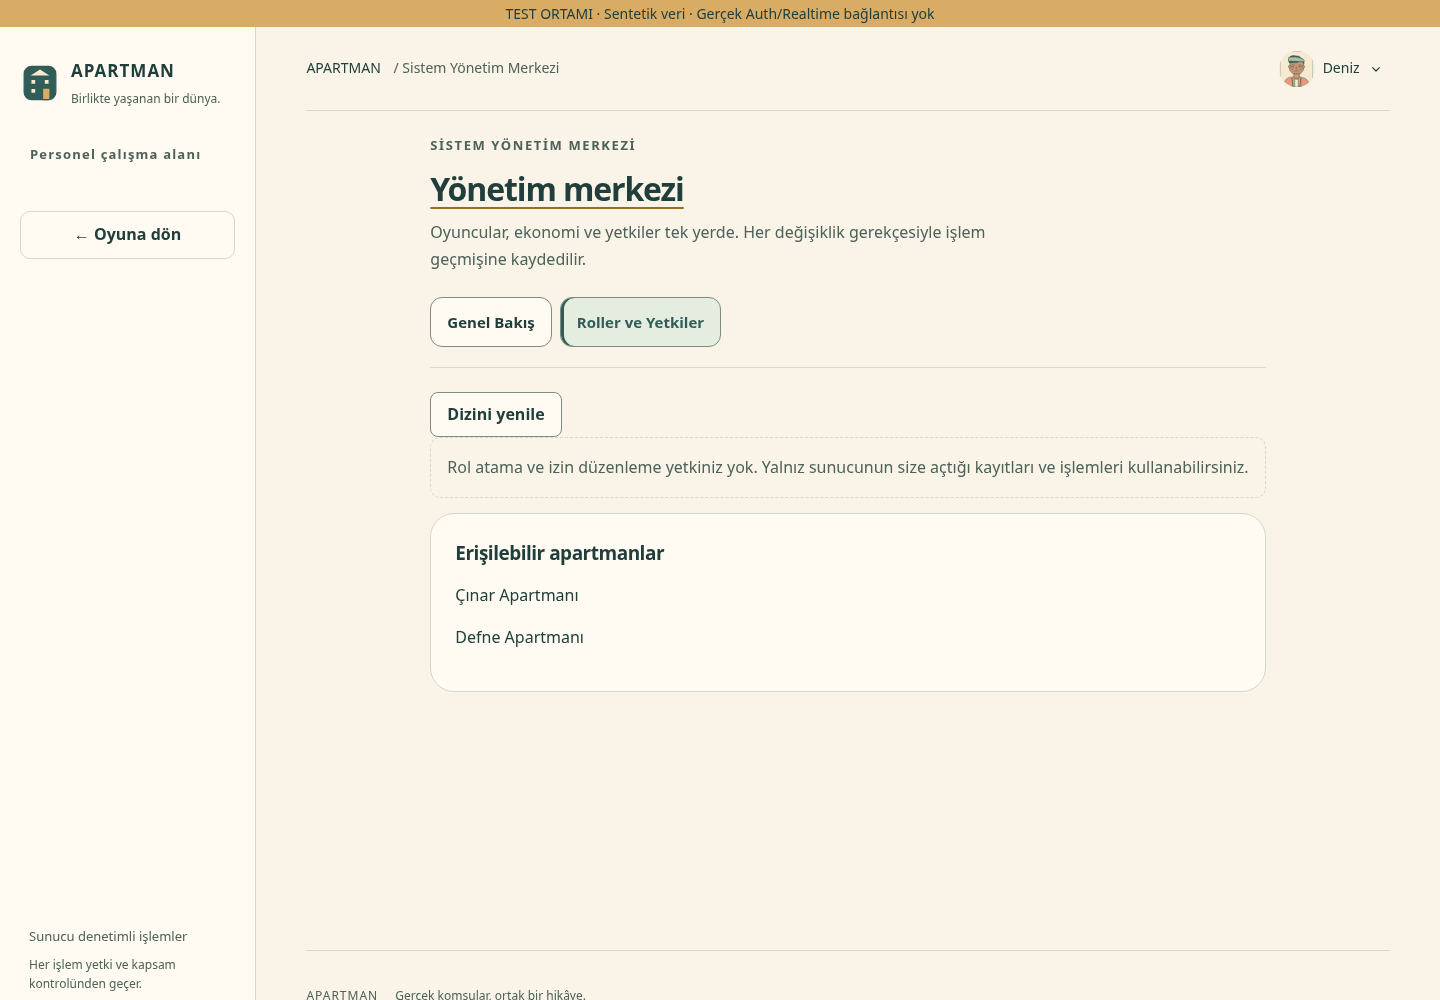 TEST ORTAMI · Sentetik veri · Gerçek Auth/Realtime bağlantısı yok
APARTMAN
Birlikte yaşanan bir dünya.
Personel çalışma alanı
← Oyuna dön
Sunucu denetimli işlemler
Her işlem yetki ve kapsam
kontrolünden geçer.
APARTMAN / Sistem Yönetim Merkezi
Deniz
SİSTEM YÖNETİM MERKEZİ
Yönetim merkezi
Oyuncular, ekonomi ve yetkiler tek yerde. Her değişiklik gerekçesiyle işlem
geçmişine kaydedilir.
Genel Bakış
Roller ve Yetkiler
Dizini yenile
Rol atama ve izin düzenleme yetkiniz yok. Yalnız sunucunun size açtığı kayıtları ve işlemleri kullanabilirsiniz.
Erişilebilir apartmanlar
Çınar Apartmanı
Defne Apartmanı
APARTMAN Gerçek komşular, ortak bir hikâye.